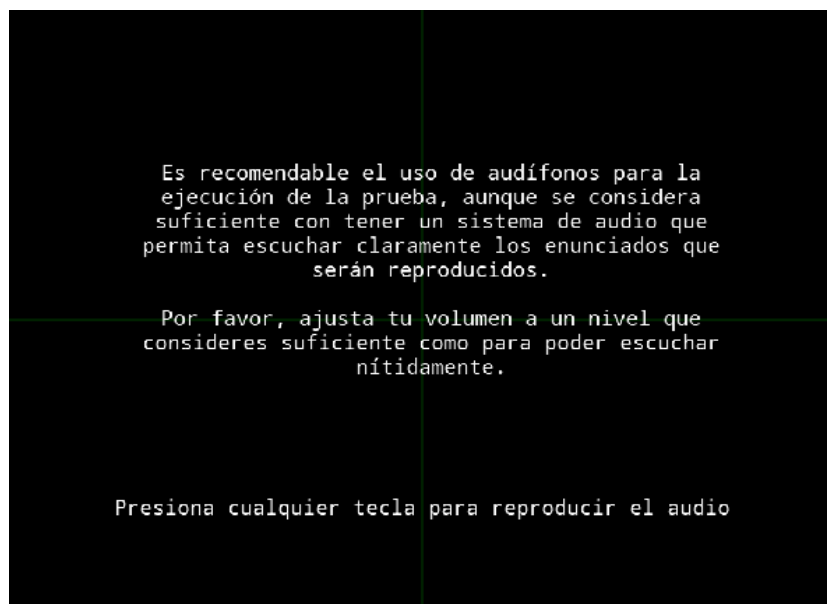 Es recomendable el uso de audífonos para la
ejecución de la prueba, aunque se considera
suficiente con tener un sistema de audio que
permita escuchar claramente los enunciados que
serán reproducidos.
Por favor, ajusta tu volumen a un nivel que
consideres suficiente como para poder escuchar
nítidamente.
Presiona cualquier tecla para reproducir el audio